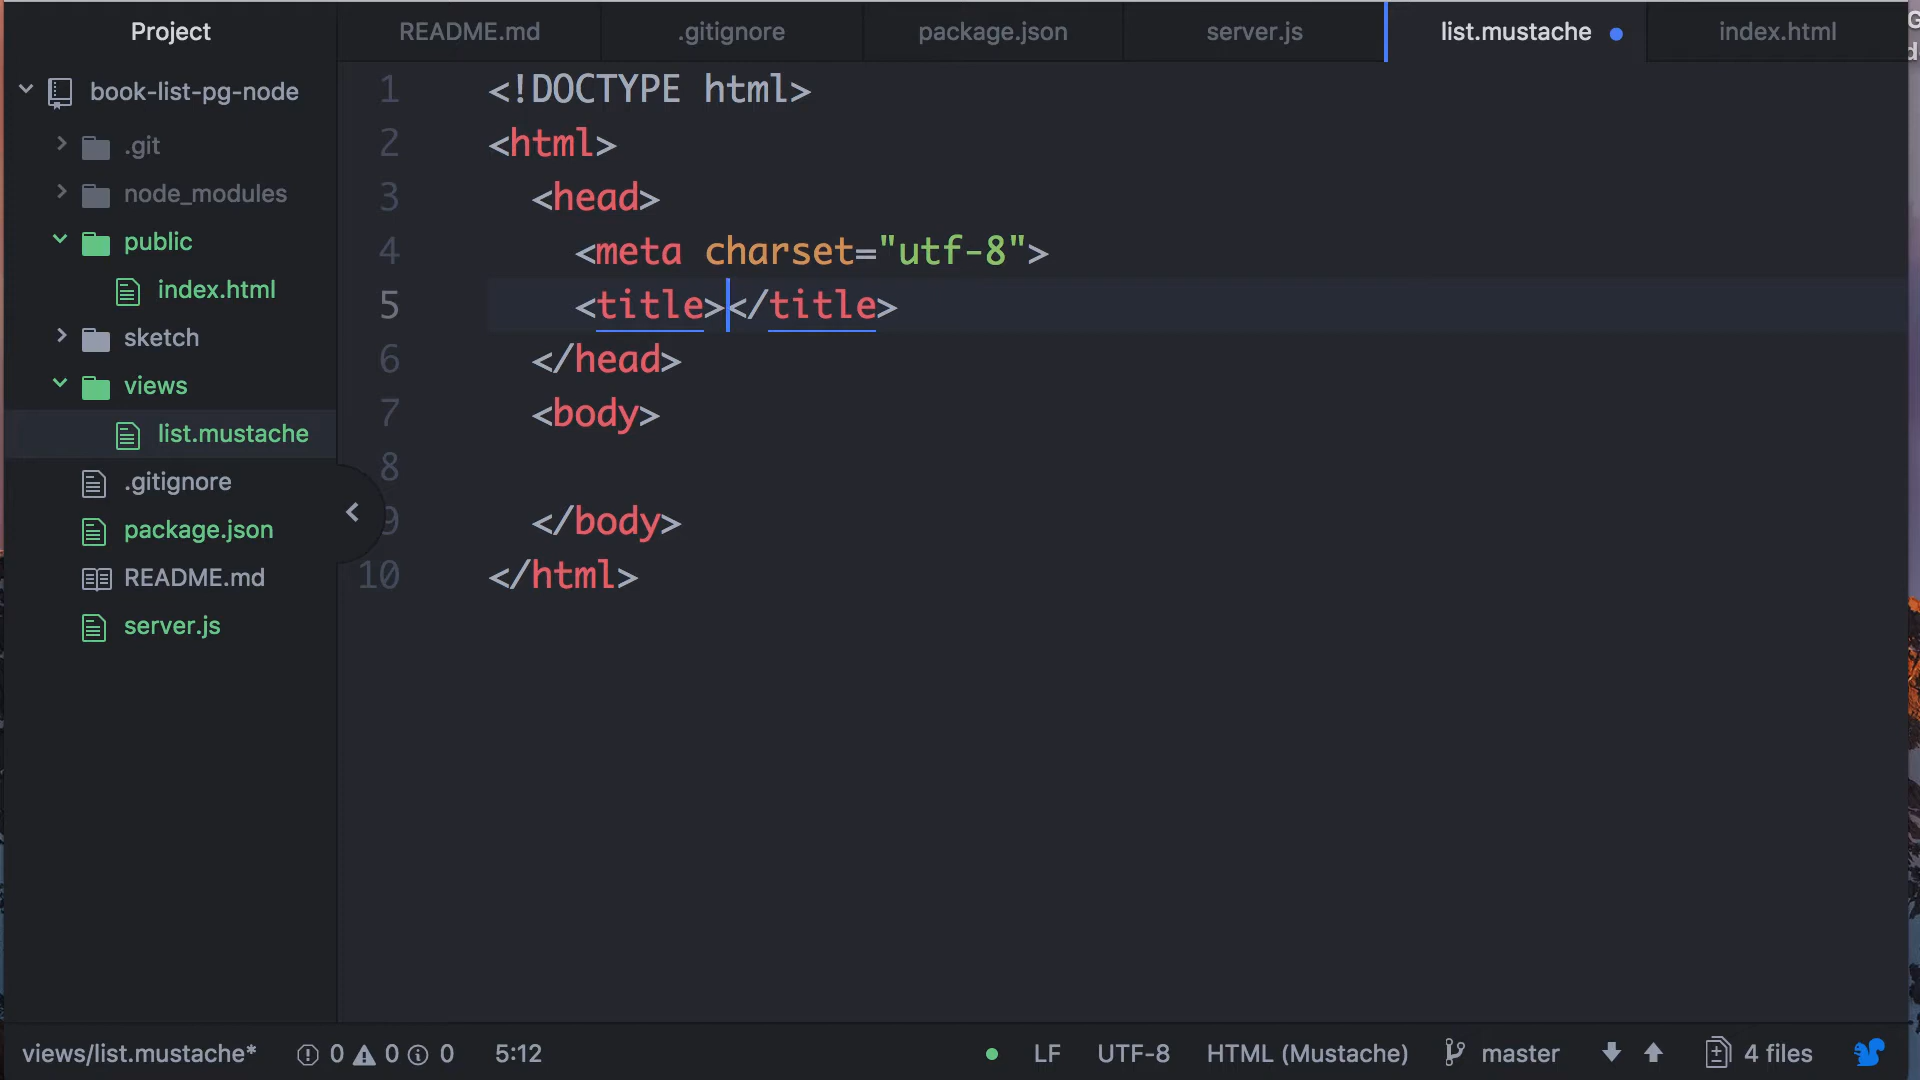 Project
README.md
.gitignore
package.json
server.js
list.mustache
index.html
book-list-pg-node
.git
node_modules
public
index.html
sketch
views
list.mustache
.gitignore
package.json
README.md
server.js
1 <!DOCTYPE html>
2 <html>
3 <head>
4 <meta charset="utf-8">
5 <title></title>
6 </head>
7 <body>
8
9 </body>
10 </html>
views/list.mustache* 0 0 0 5:12 LF UTF-8 HTML (Mustache) master 4 files